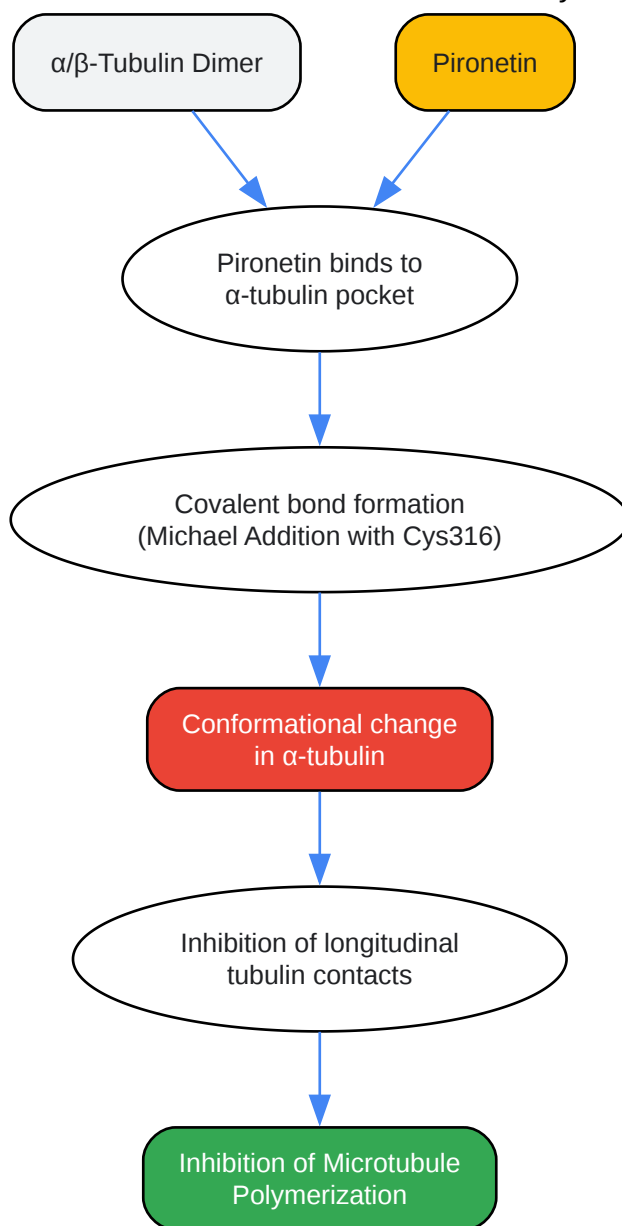 α/β-Tubulin Dimer
Pironetin
Pironetin binds to
α-tubulin pocket
Covalent bond formation
(Michael Addition with Cys316)
Conformational change
in α-tubulin
Inhibition of longitudinal
tubulin contacts
Inhibition of Microtubule
Polymerization